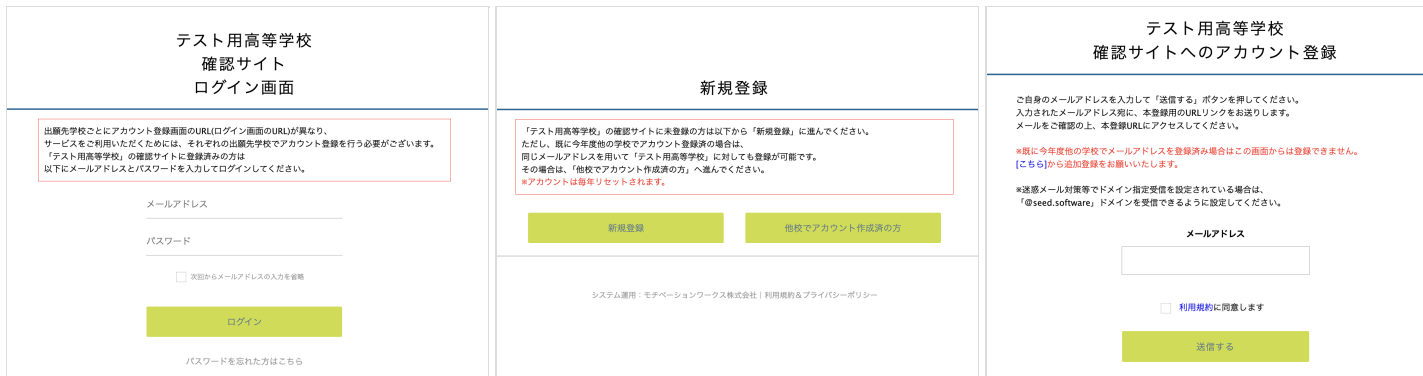 テスト用高等学校
確認サイト
ログイン画面
出願先学校ごとにアカウント登録画面のURL(ログイン画面のURL)が異なり、
サービスをご利用いただくためには、それぞれの出願先学校でアカウント登録を行う必要がございます。
「テスト用高等学校」の確認サイトに登録済みの方は
以下にメールアドレスとパスワードを入力してログインしてください。
メールアドレス
パスワード
次回からメールアドレスの入力を省略
ログイン
パスワードを忘れた方はこちら
新規登録
「テスト用高等学校」の確認サイトに未登録の方は以下から「新規登録」に進んでください。
ただし、既に今年度他の学校でアカウント登録済の場合は、
同じメールアドレスを用いて「テスト用高等学校」に対しても登録が可能です。
その場合は、「他校でアカウント作成済の方」へ進んでください。
※アカウントは毎年リセットされます。
新規登録
他校でアカウント作成済の方
システム運用：モチベーションワークス株式会社｜利用規約＆プライバシーポリシー
テスト用高等学校
確認サイトへのアカウント登録
ご自身のメールアドレスを入力して「送信する」ボタンを押してください。
入力されたメールアドレス宛に、本登録用のURLリンクをお送りします。
メールをご確認の上、本登録URLにアクセスしてください。
※既に今年度他の学校でメールアドレスを登録済み場合はこの画面からは登録できません。
[こちら]から追加登録をお願いいたします。
※迷惑メール対策等でドメイン指定受信を設定されている場合は、
「@seed.software」ドメインを受信できるように設定してください。
メールアドレス
利用規約に同意します
送信する